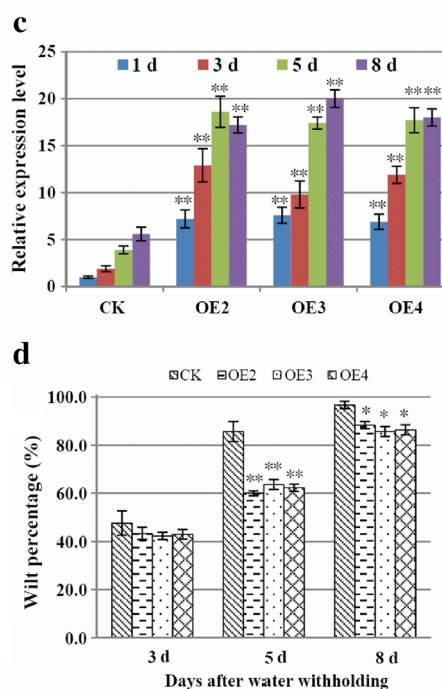 c
25
1 d 3 d 5 d 8 d
20
15
10
5
0
Relative expression level
** ** ** **
** ** ** **
** ** ** **
CK OE2 OE3 OE4
d
CK OE2 OE3 OE4
100.0
80.0
60.0
40.0
20.0
0.0
Wilt percentage (%)
** ** **
* * *
3 d 5 d 8 d
Days after water withholding